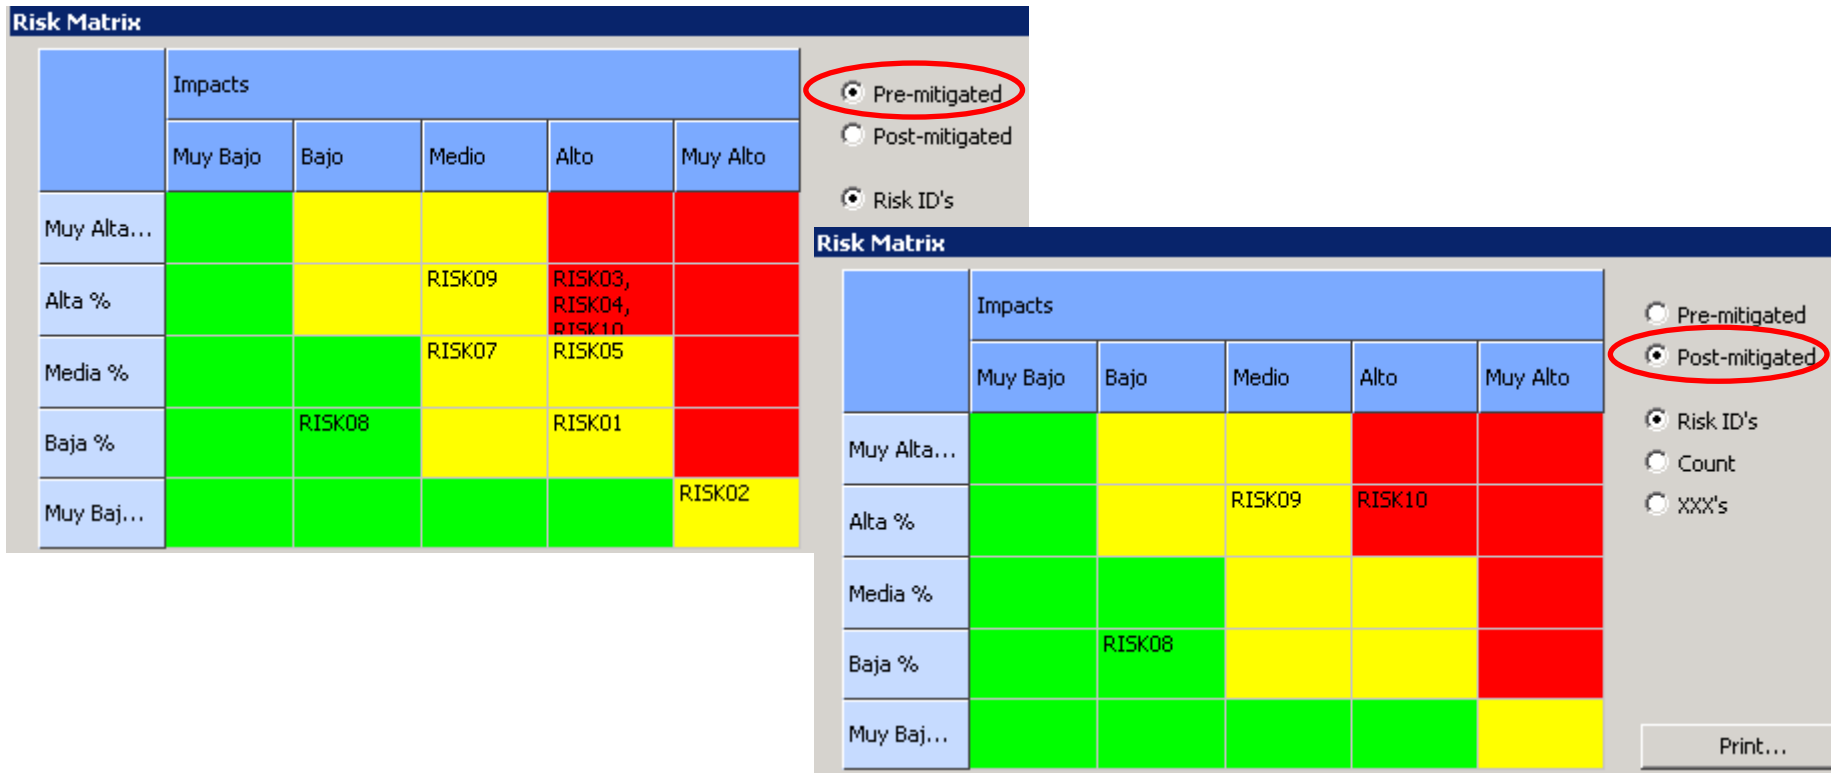 Risk Matrix
Impacts
Muy Bajo Bajo Medio Alto Muy Alto
Muy Alta...
Alta % RISK09 RISK03,
RISK04,
RISK10
Media % RISK07 RISK05
Baja % RISK08 RISK01
Muy Baj... RISK02
Pre-mitigated
Post-mitigated
Risk ID's
Risk Matrix
Impacts
Muy Bajo Bajo Medio Alto Muy Alto
Muy Alta...
Alta % RISK09 RISK10
Media %
Baja % RISK08
Muy Baj...
Pre-mitigated
Post-mitigated
Risk ID's
Count
XXX's
Print...